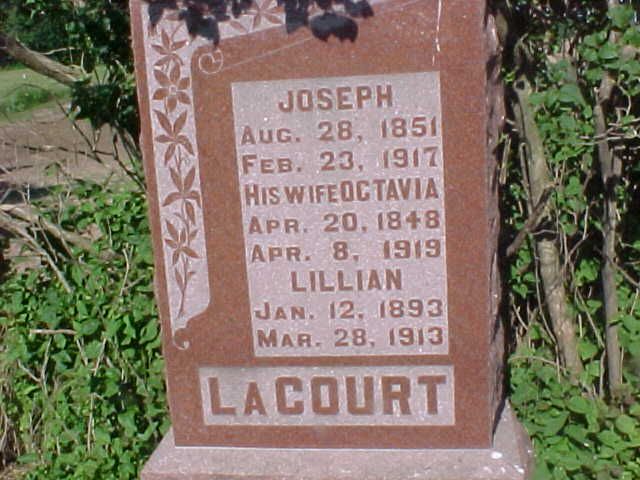 JOSEPH
AUG. 28, 1851
FEB. 23, 1917
HIS WIFE OCTAVIA
APR. 20, 1848
APR. 8, 1919
LILLIAN
JAN. 12, 1893
MAR. 28, 1913
LACOURT